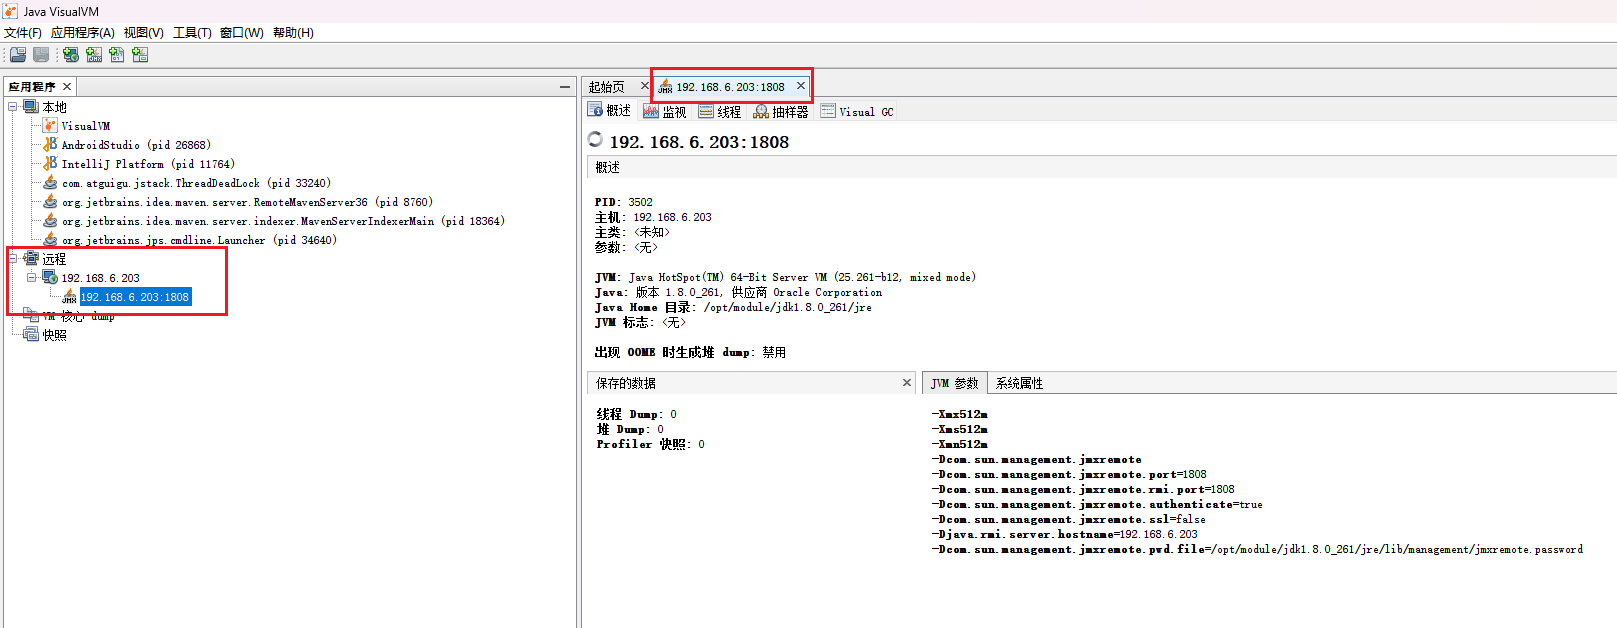 Java VisualVM
文件(F) 应用程序(A) 视图(V) 工具(T) 窗口(W) 帮助(H)
应用程序
本地
VisualVM
AndroidStudio (pid 26868)
IntelliJ Platform (pid 11764)
com.atguigu.jstack.ThreadDeadLock (pid 33240)
org.jetbrains.idea.maven.server.RemoteMavenServer36 (pid 8760)
org.jetbrains.idea.maven.server.indexer.MavenServerIndexerMain (pid 18364)
org.jetbrains.jps.cmdline.Launcher (pid 34640)
远程
192.168.6.203
192.168.6.203:1808
VM 核心 dump
快照
起始页 192.168.6.203:1808
概述 监视 线程 抽样器 Visual GC
192.168.6.203:1808
概述
PID: 3502
主机: 192.168.6.203
主类: <未知>
参数: <无>
JVM: Java HotSpot(TM) 64-Bit Server VM (25.261-b12, mixed mode)
Java: 版本 1.8.0_261, 供应商 Oracle Corporation
Java Home 目录: /opt/module/jdk1.8.0_261/jre
JVM 标志: <无>
出现 OOME 时生成堆 dump: 禁用
保存的数据
线程 Dump: 0
堆 Dump: 0
Profiler 快照: 0
JVM 参数 系统属性
-Xmx512m
-Xms512m
-Xmn512m
-Dcom.sun.management.jmxremote
-Dcom.sun.management.jmxremote.port=1808
-Dcom.sun.management.jmxremote.rmi.port=1808
-Dcom.sun.management.jmxremote.authenticate=true
-Dcom.sun.management.jmxremote.ssl=false
-Djava.rmi.server.hostname=192.168.6.203
-Dcom.sun.management.jmxremote.pwd.file=/opt/module/jdk1.8.0_261/jre/lib/management/jmxremote.password